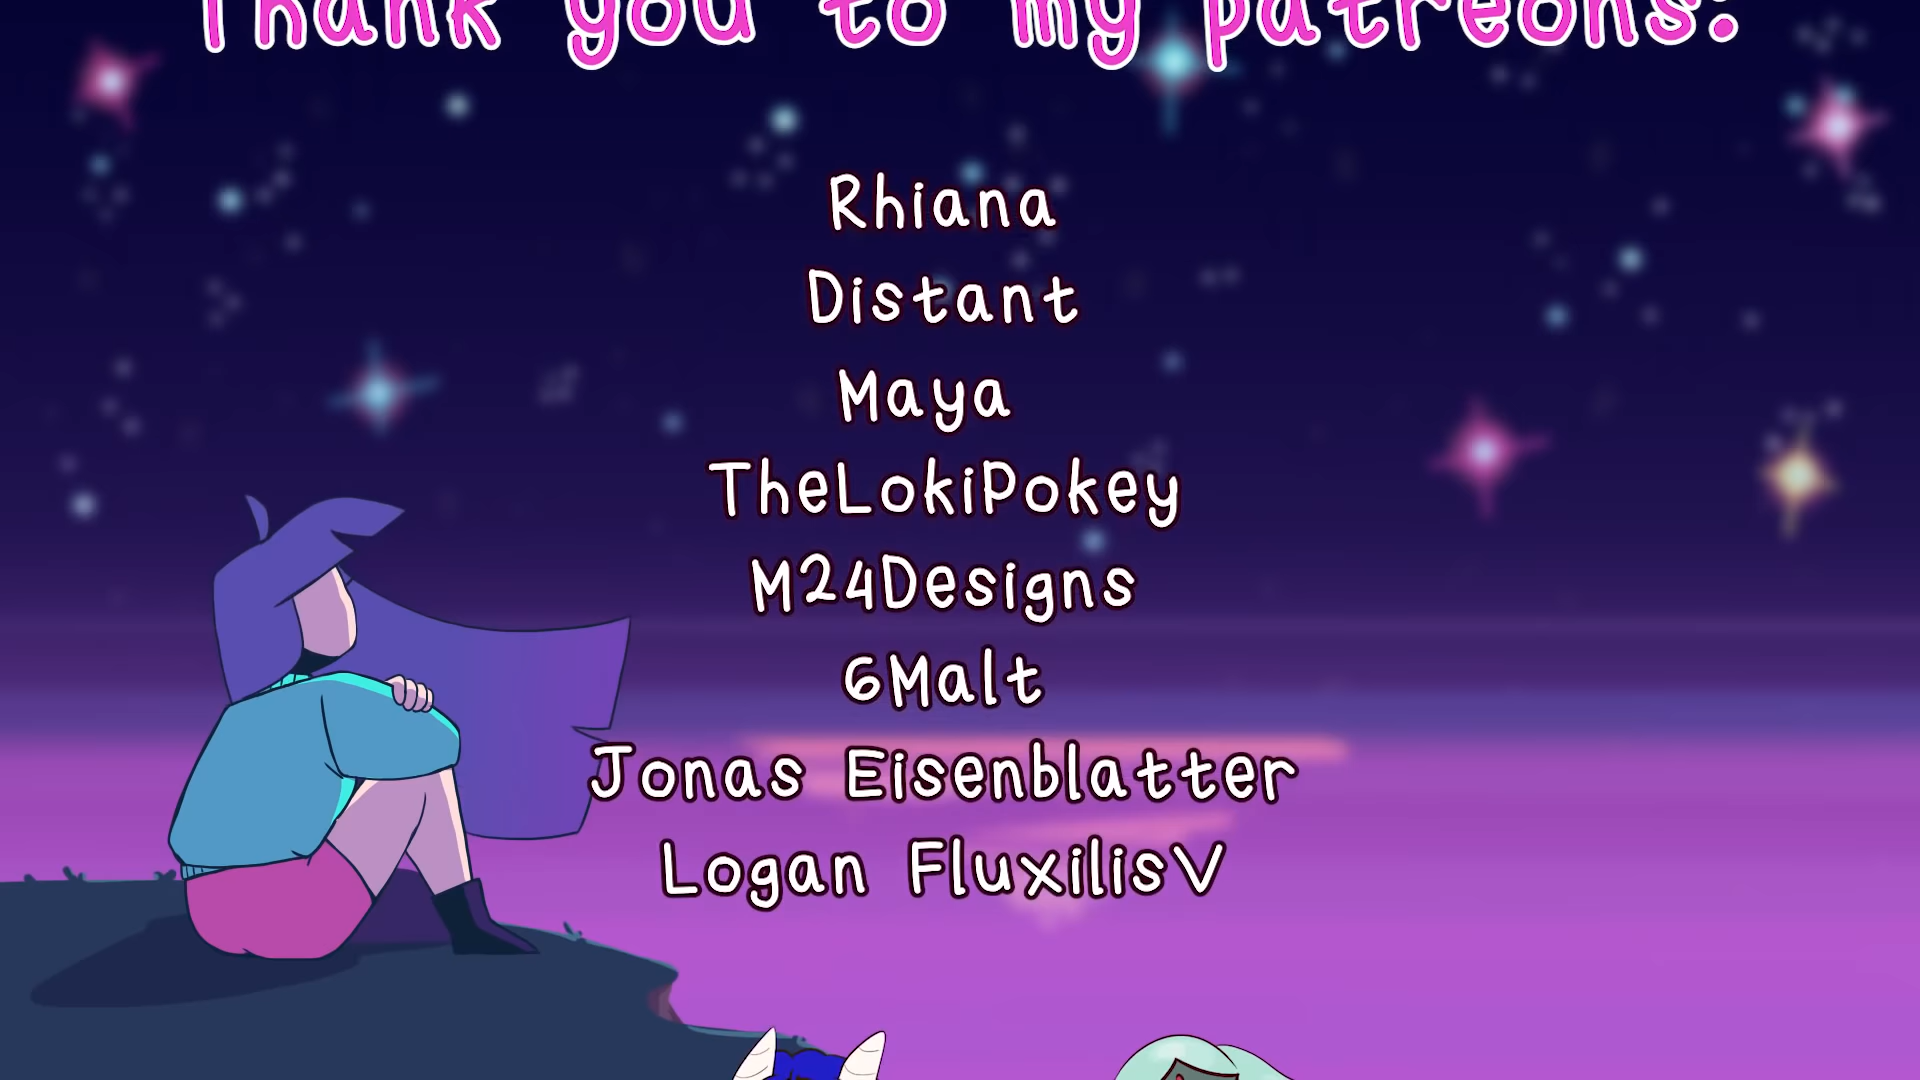 Thank you to my patreons:
Rhiana
Distant
Maya
TheLokiPokey
M24Designs
6Malt
Jonas Eisenblatter
Logan FluxilisV